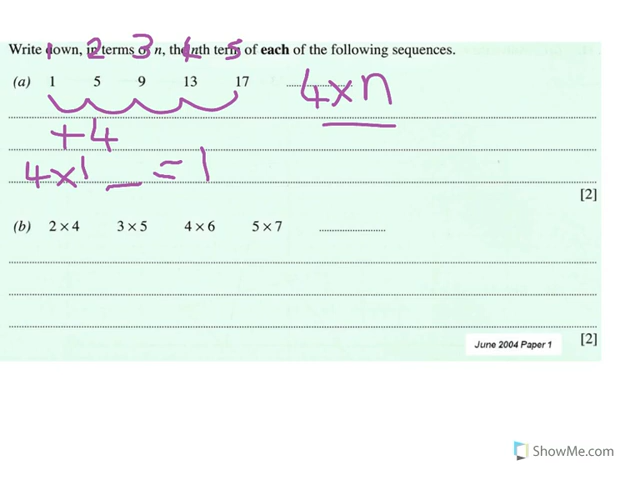 1 2 3 4 5
Write down, in terms of n, the nth term of each of the following sequences.
(a) 1 5 9 13 17 ....................
4 × n
+4
4×1 _ = 1
[2]
(b) 2 × 4 3 × 5 4 × 6 5 × 7 ....................
June 2004 Paper 1 [2]
ShowMe.com